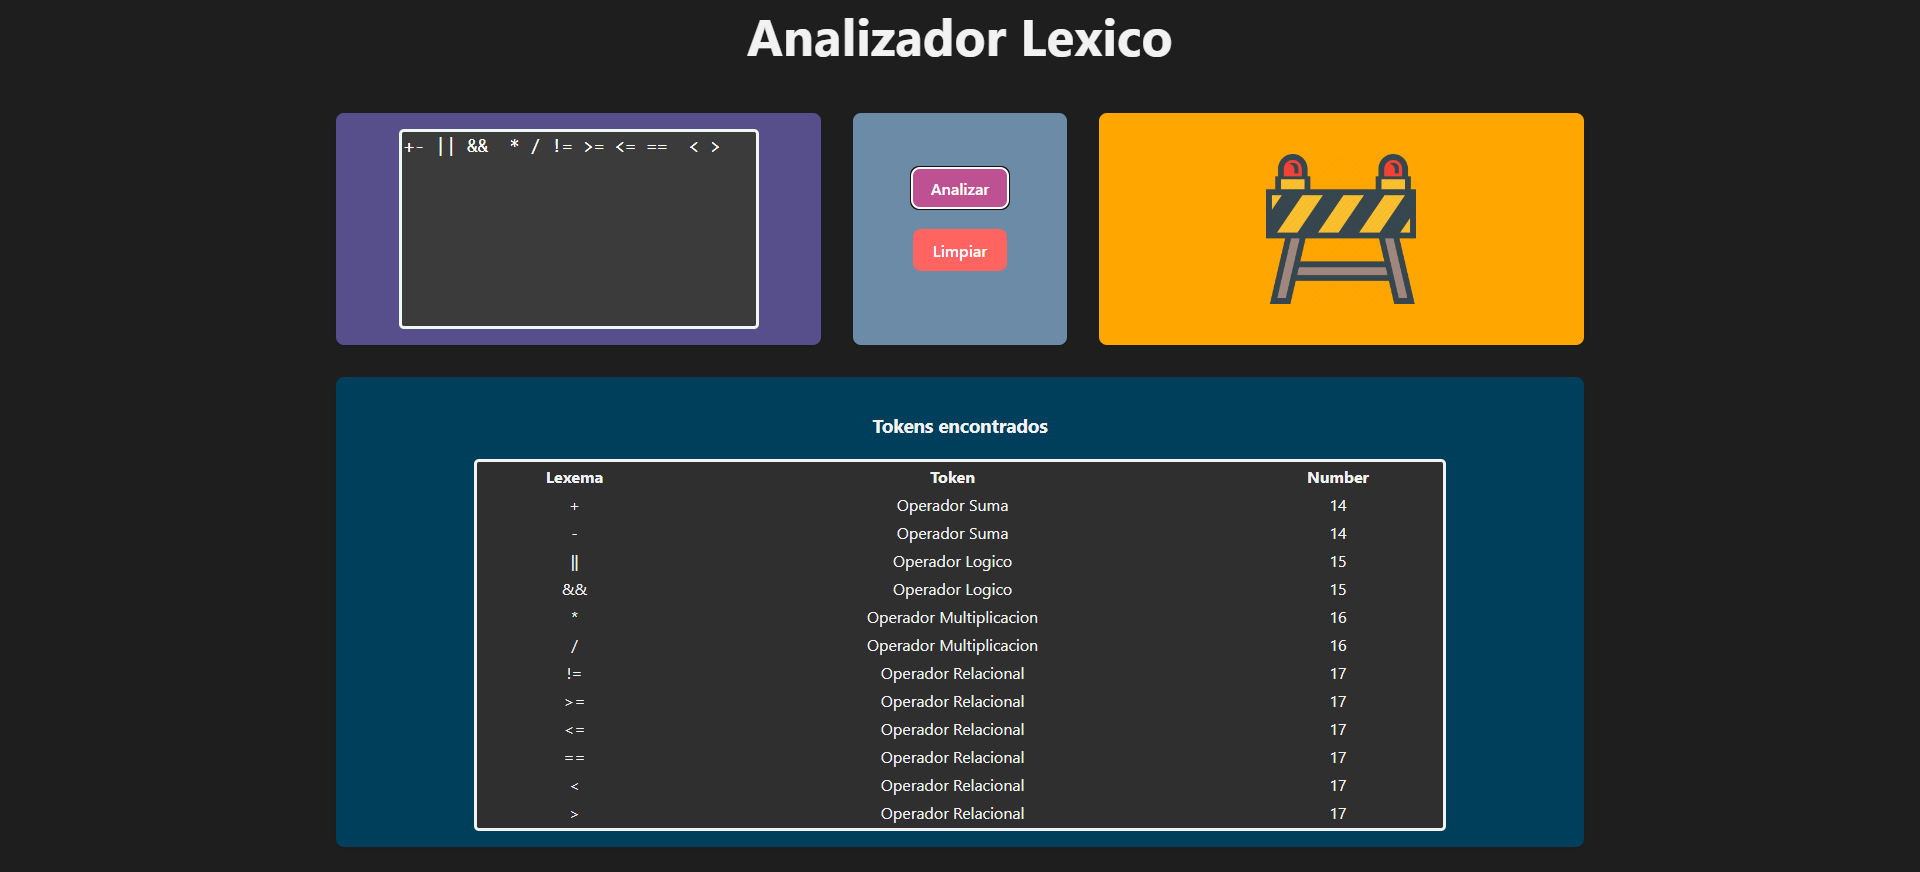 Analizador Lexico
+- || &&  * / != >= <= ==  < >
Analizar
Limpiar
Tokens encontrados
Lexema Token Number
+ Operador Suma 14
- Operador Suma 14
|| Operador Logico 15
&& Operador Logico 15
* Operador Multiplicacion 16
/ Operador Multiplicacion 16
!= Operador Relacional 17
>= Operador Relacional 17
<= Operador Relacional 17
== Operador Relacional 17
< Operador Relacional 17
> Operador Relacional 17